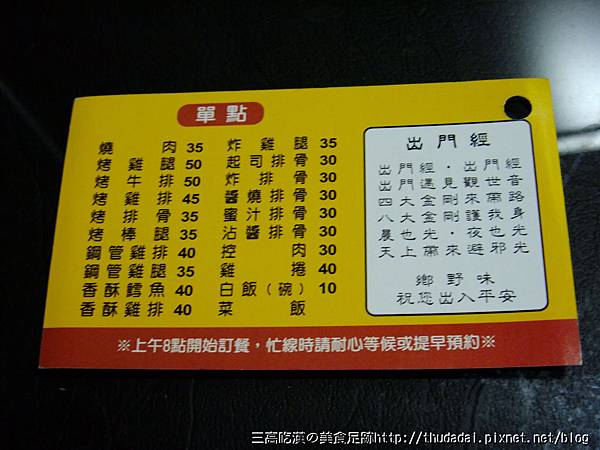 單點
燒肉 35
烤雞腿 50
烤牛排 50
烤雞排 45
烤排骨 35
烤棒腿 35
鋼管雞排 40
鋼管雞腿 35
香酥鱈魚 40
香酥雞排 40
炸雞腿 35
起司排骨 30
炸排骨 30
醬燒排骨 30
蜜汁排骨 30
沾醬排骨 30
控肉 30
雞捲 40
白飯(碗) 10
菜飯
出門經
出門經・出門經
出門遇見觀世音
四大金剛來帶路
八大金剛護我身
晨也光・夜也光
天上帶來避邪光
鄉野味
祝您出入平安
※上午8點開始訂餐，忙線時請耐心等候或提早預約※
三高吃漢の美食足跡http://thudadai.pixnet.net/blog